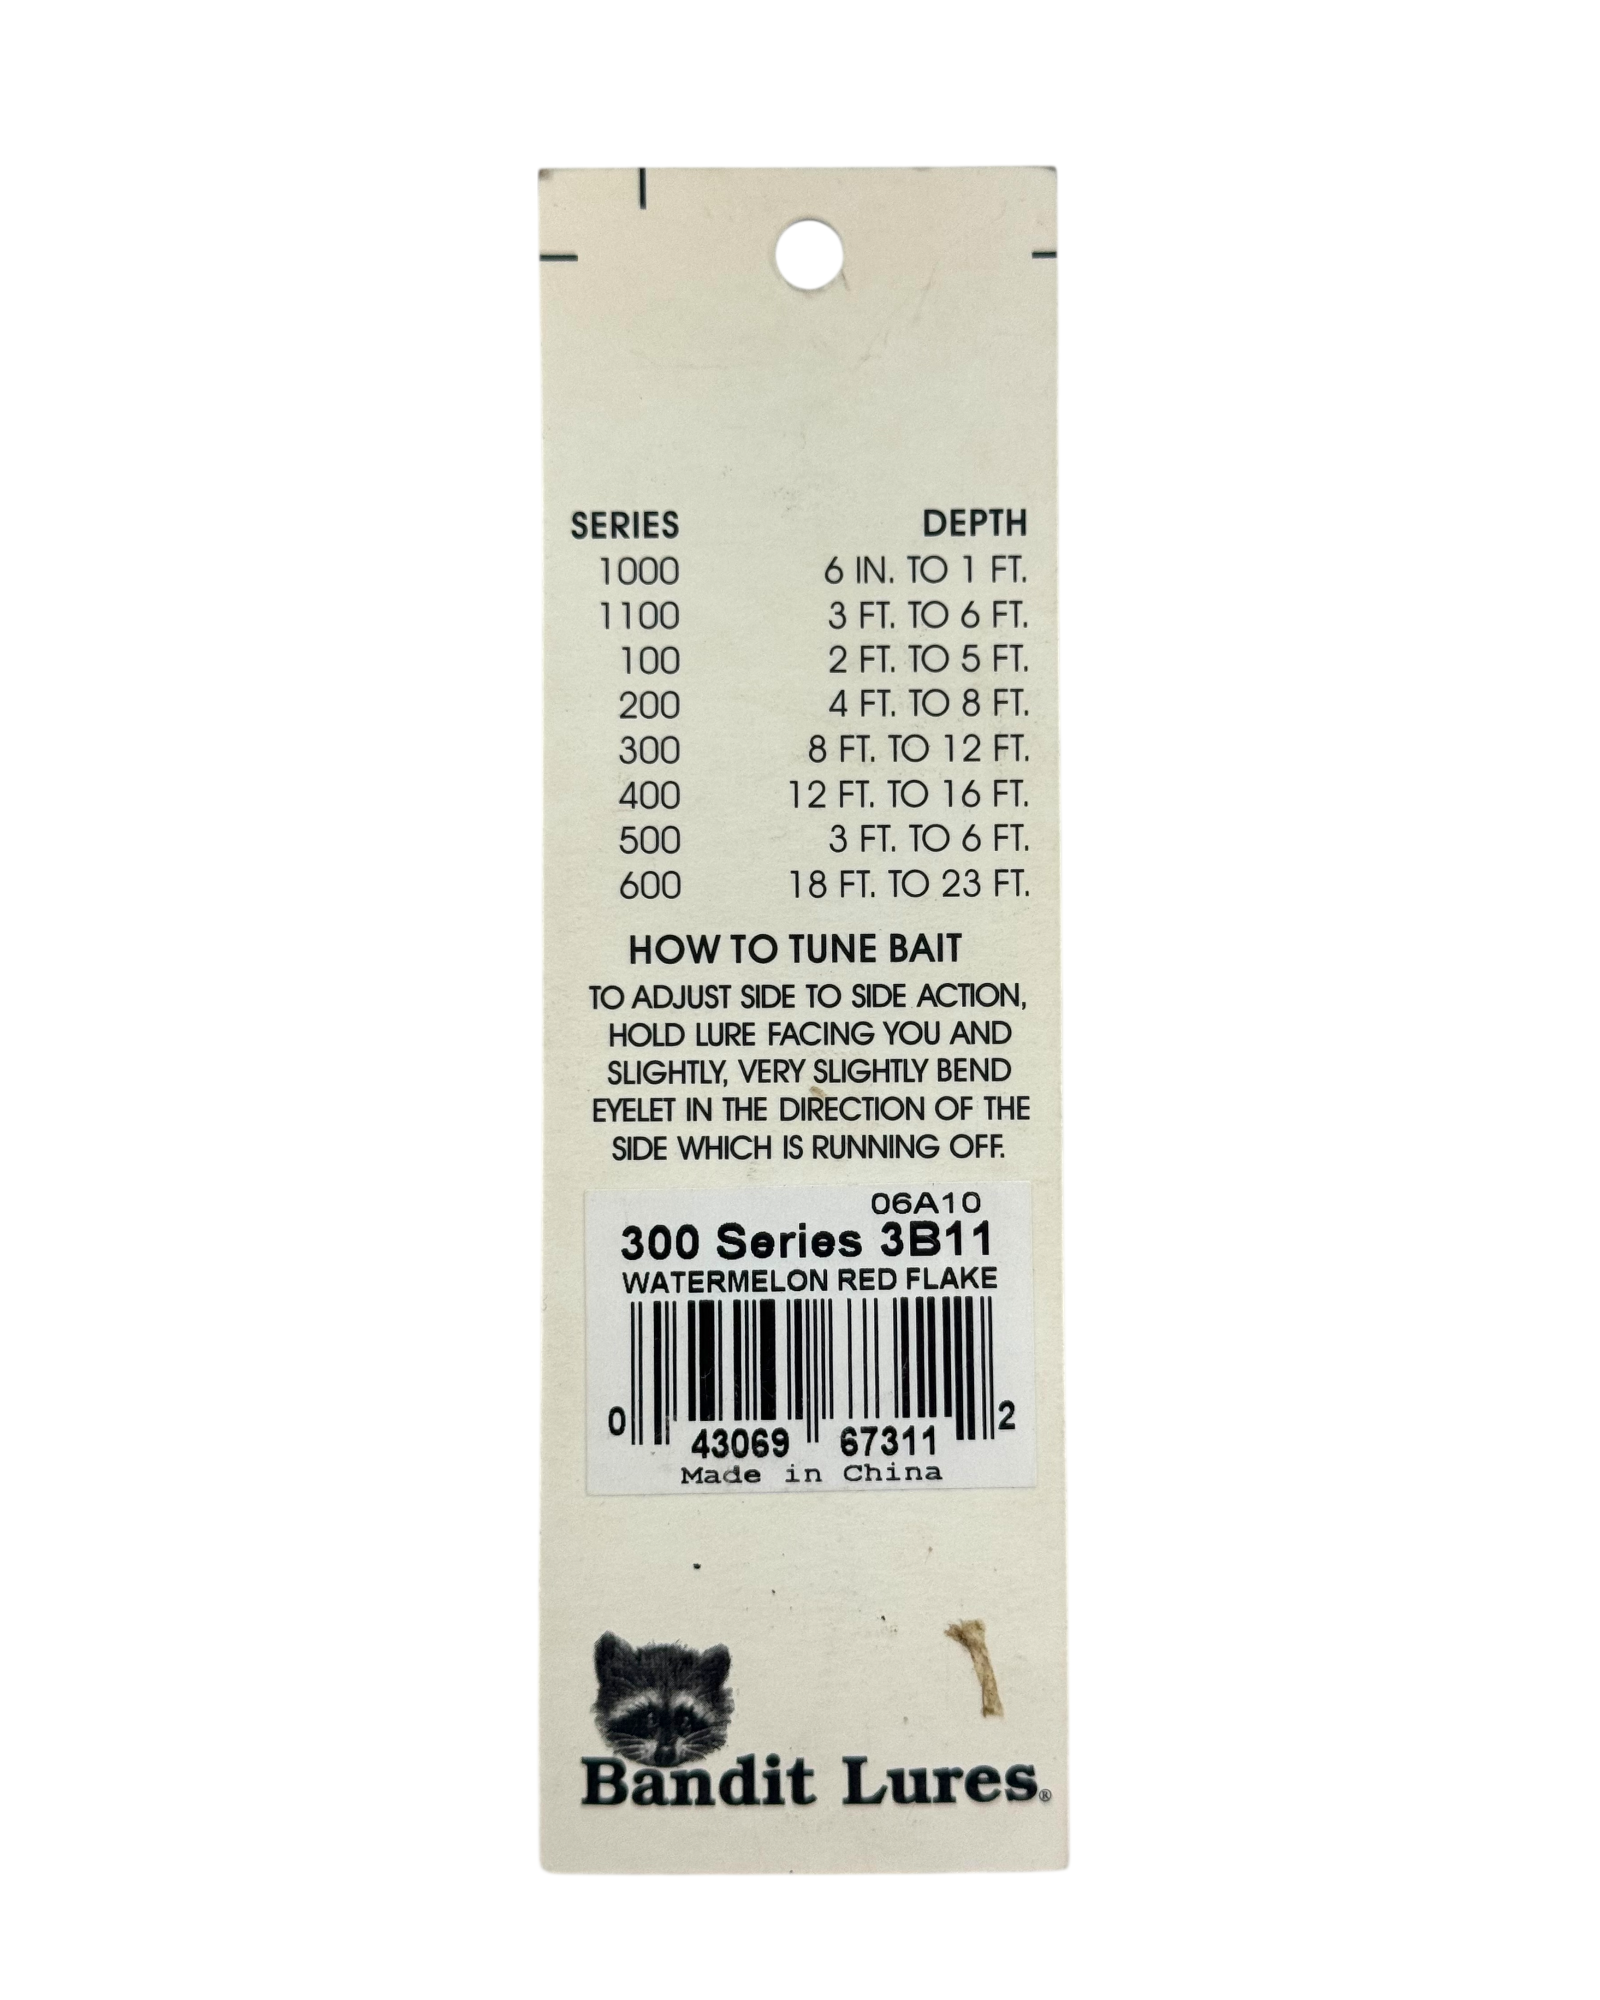 SERIES DEPTH
1000 6 IN. TO 1 FT.
1100 3 FT. TO 6 FT.
100 2 FT. TO 5 FT.
200 4 FT. TO 8 FT.
300 8 FT. TO 12 FT.
400 12 FT. TO 16 FT.
500 3 FT. TO 6 FT.
600 18 FT. TO 23 FT.
HOW TO TUNE BAIT
TO ADJUST SIDE TO SIDE ACTION,
HOLD LURE FACING YOU AND
SLIGHTLY, VERY SLIGHTLY BEND
EYELET IN THE DIRECTION OF THE
SIDE WHICH IS RUNNING OFF.
06A10
300 Series 3B11
WATERMELON RED FLAKE
0 43069 67311 2
Made in China
Bandit Lures®